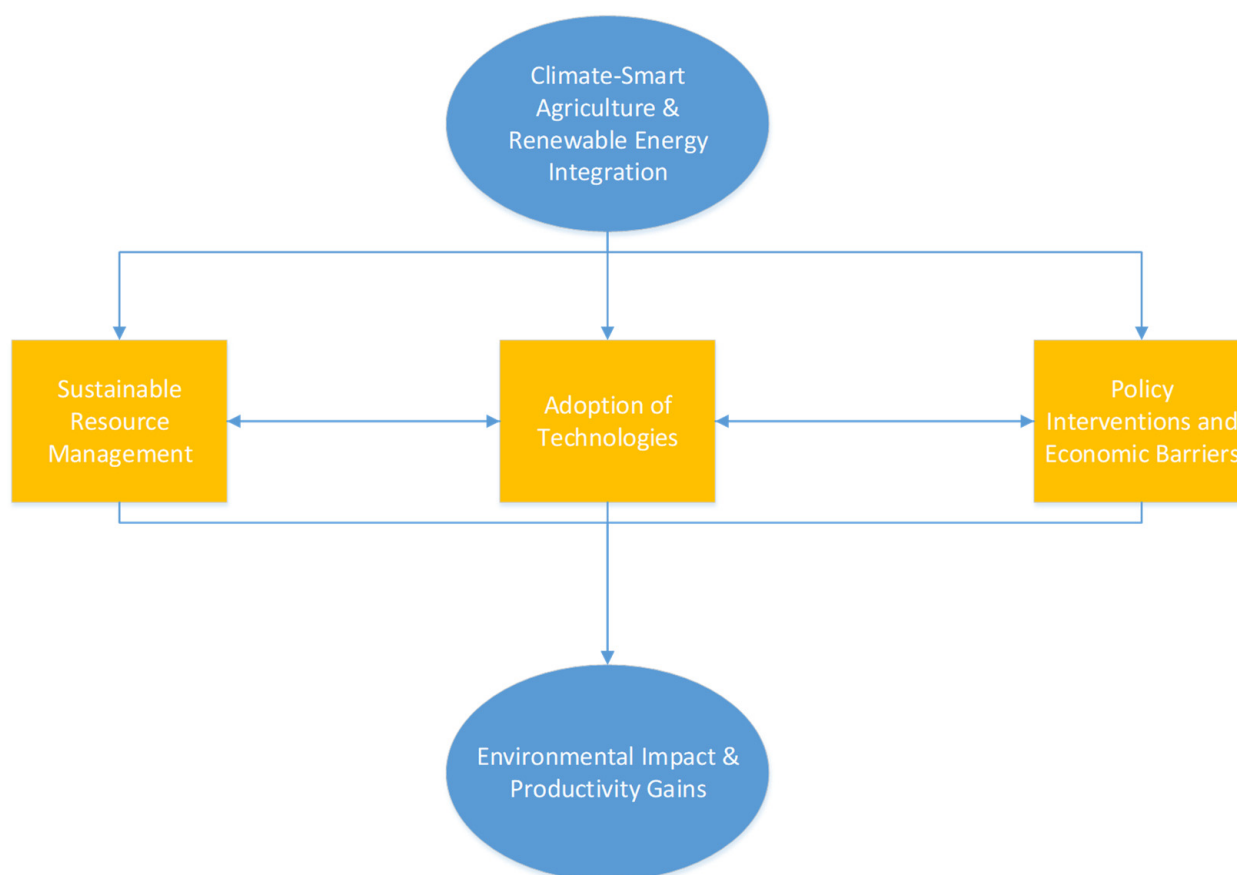 Climate-Smart
Agriculture &
Renewable Energy
Integration
Sustainable
Resource
Management
Adoption of
Technologies
Policy
Interventions and
Economic Barriers
Environmental Impact &
Productivity Gains